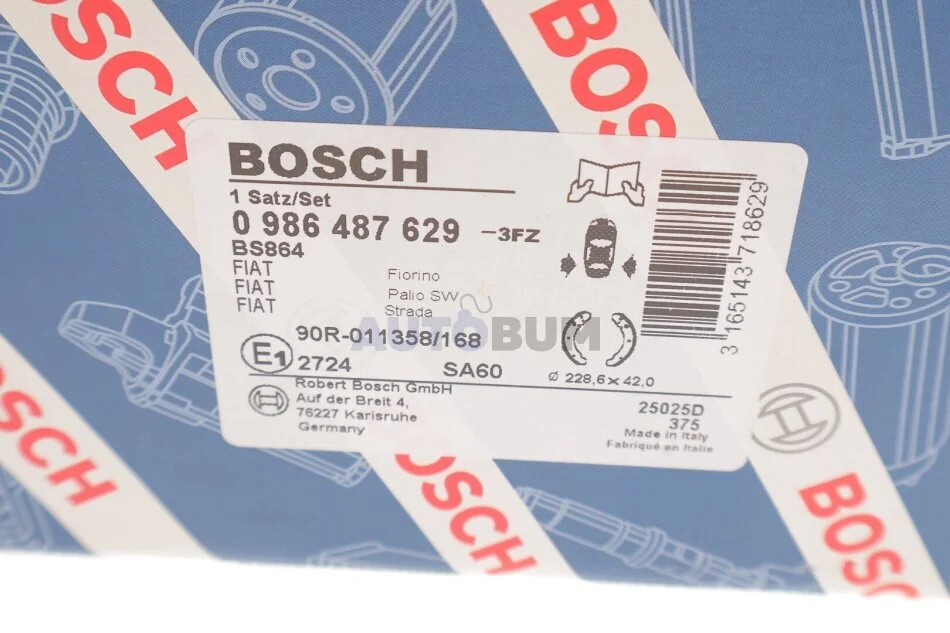 BOSCH
BOSCH
BOSCH
1 Satz/Set
0 986 487 629 -3FZ
BS864
FIAT Fiorino
FIAT Palio SW
FIAT Strada
AUTOBUM
90R-011358/168
E1 2724 SA60
Ø 228,6 x 42,0
3 165143 718629
Robert Bosch GmbH
Auf der Breit 4,
76227 Karlsruhe
Germany
25025D
375
Made in Italy
Fabriqué en Italie
BOSCH
BOSCH
BOSCH